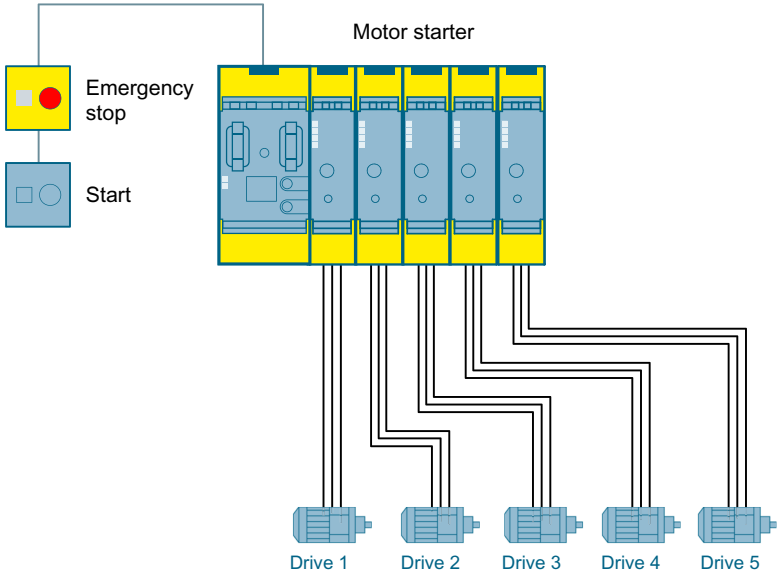 Motor starter
Emergency
stop
Start
Drive 1
Drive 2
Drive 3
Drive 4
Drive 5